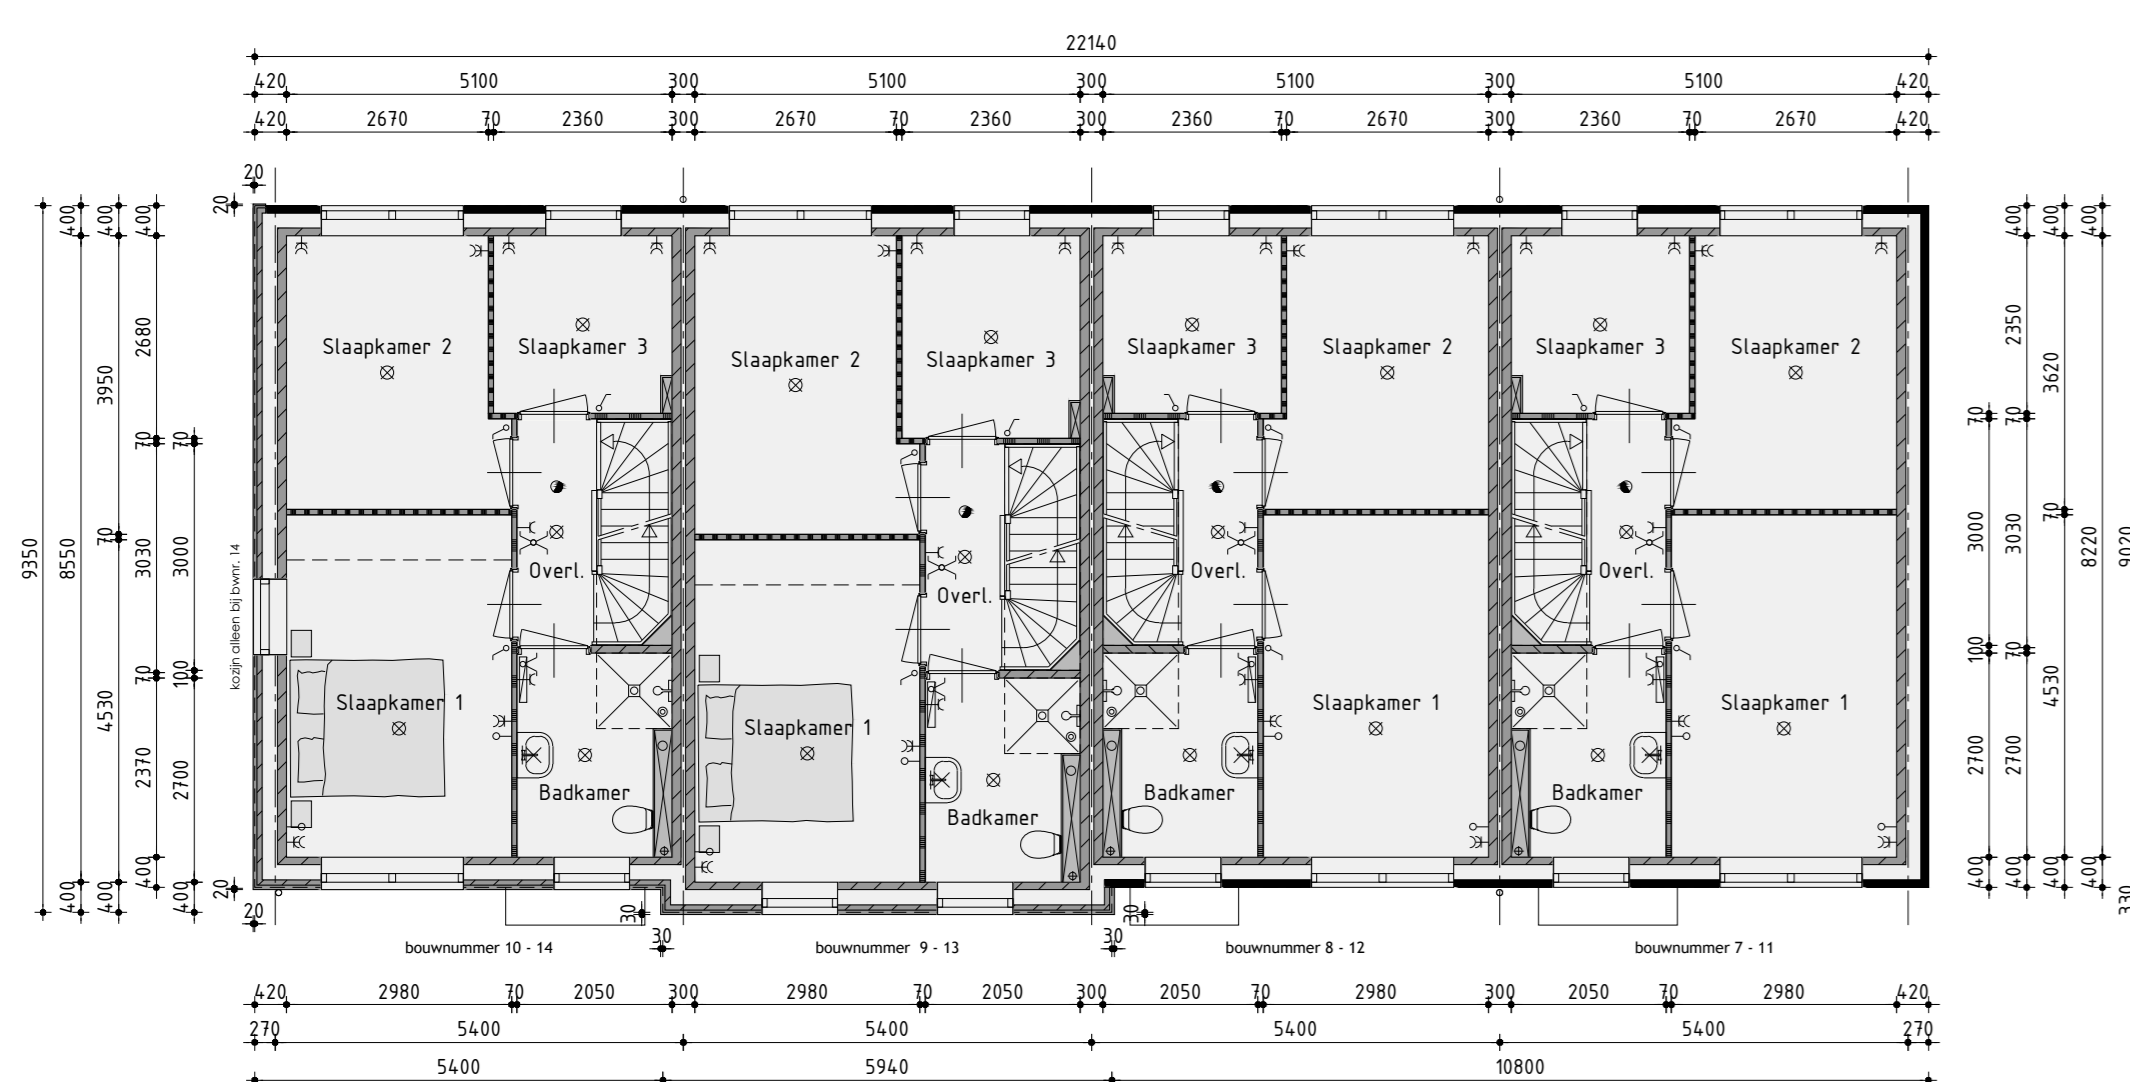 22140
420 5100 300 5100 300 5100 300 5100 420
420 2670 70 2360 300 2670 70 2360 300 2360 70 2670 300 2360 70 2670 420
20
20
400 400 400 400
400 400 400
9350 8550 3950 2680
70 70 70
3030 3000
70 100
4530 2370 2700
400 400 400 400
20
20
kozijn alleen bij bwnr. 14
Slaapkamer 2 Slaapkamer 3 Slaapkamer 2 Slaapkamer 3 Slaapkamer 3 Slaapkamer 2 Slaapkamer 3 Slaapkamer 2
Overl. Overl. Overl. Overl.
Slaapkamer 1 Slaapkamer 1 Slaapkamer 1 Slaapkamer 1
Badkamer Badkamer Badkamer Badkamer
2350 3620
70 70 70
3000 3030
8220 9020
100 70
4530
2700 2700
400 400 400 400
330
30 30
30 30
bouwnummer 10 - 14 bouwnummer 9 - 13 bouwnummer 8 - 12 bouwnummer 7 - 11
420 2980 70 2050 300 2980 70 2050 300 2050 70 2980 300 2050 70 2980 420
270 5400 5400 5400 5400 270
5400 5940 10800